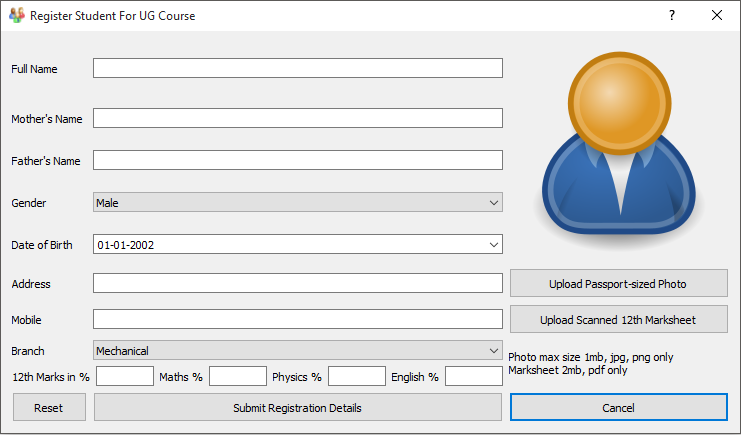 Register Student For UG Course
?
Full Name
Mother's Name
Father's Name
Gender Male
Date of Birth 01-01-2002
Address
Upload Passport-sized Photo
Mobile
Upload Scanned 12th Marksheet
Branch Mechanical
Photo max size 1mb, jpg, png only
Marksheet 2mb, pdf only
12th Marks in % Maths % Physics % English %
Reset Submit Registration Details Cancel